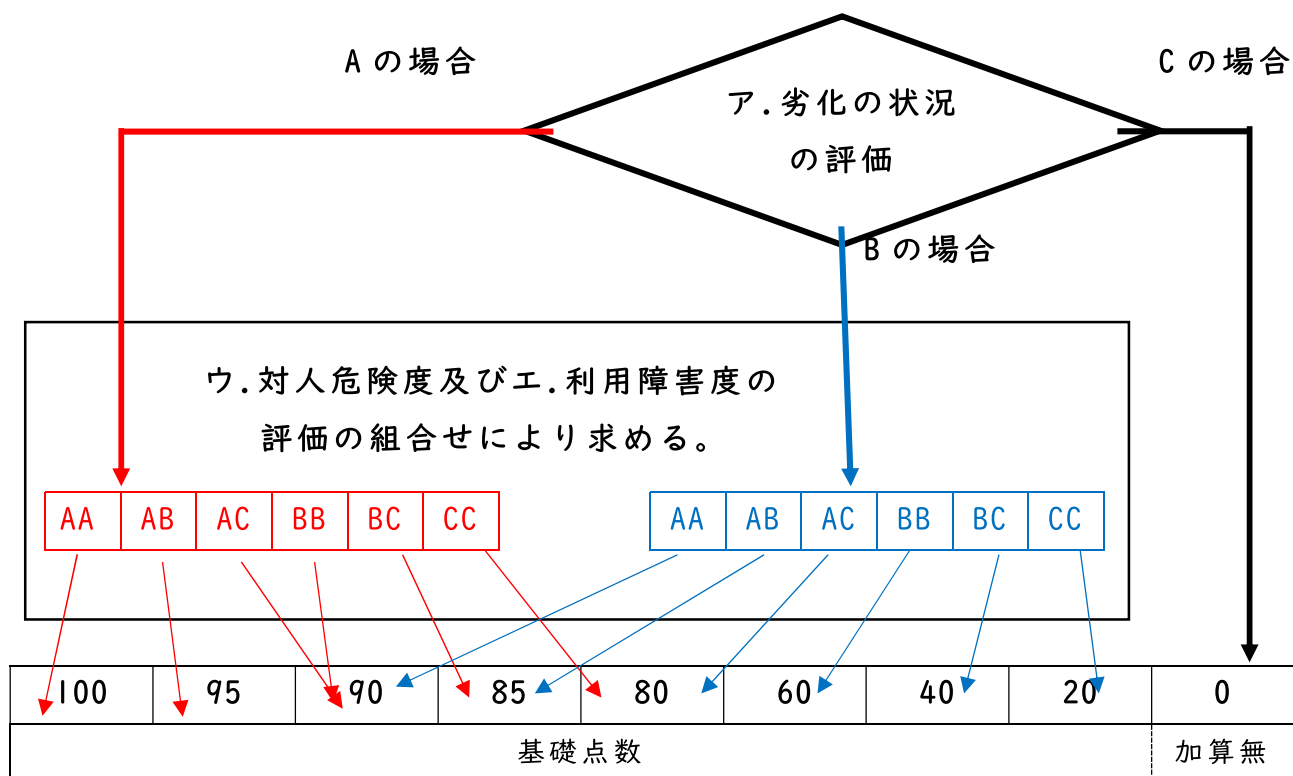 Aの場合
Cの場合
ア.劣化の状況
の評価
Bの場合
ウ.対人危険度及びエ.利用障害度の
評価の組合せにより求める。
AA AB AC BB BC CC
AA AB AC BB BC CC
100 95 90 85 80 60 40 20 0
基礎点数 加算無